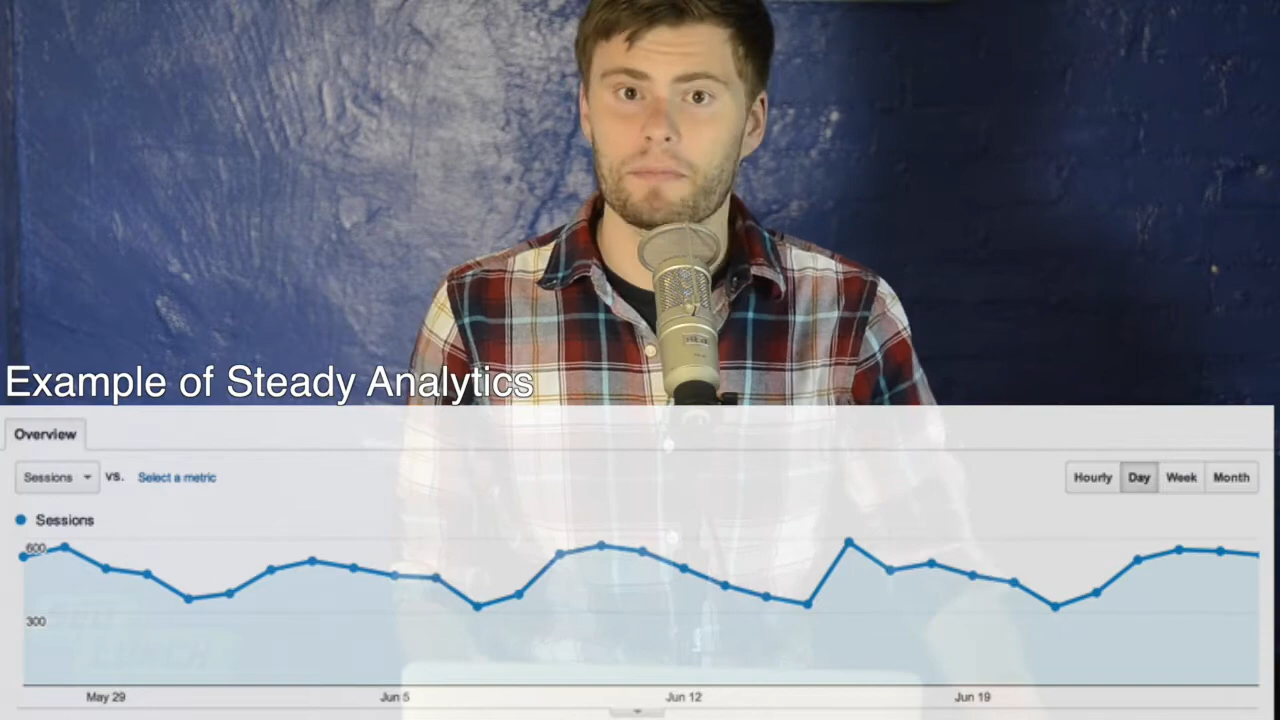 Example of Steady Analytics
Overview
Sessions VS. Select a metric
Hourly Day Week Month
Sessions
600
300
May 29 Jun 5 Jun 12 Jun 19